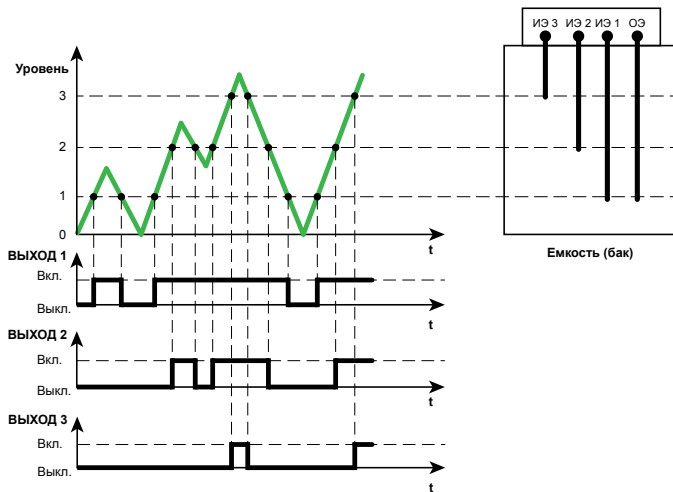 ИЭ 3 ИЭ 2 ИЭ 1 ОЭ
Уровень
3
2
1
0
t
Емкость (бак)
ВЫХОД 1
Вкл.
Выкл.
t
ВЫХОД 2
Вкл.
Выкл.
t
ВЫХОД 3
Вкл.
Выкл.
t